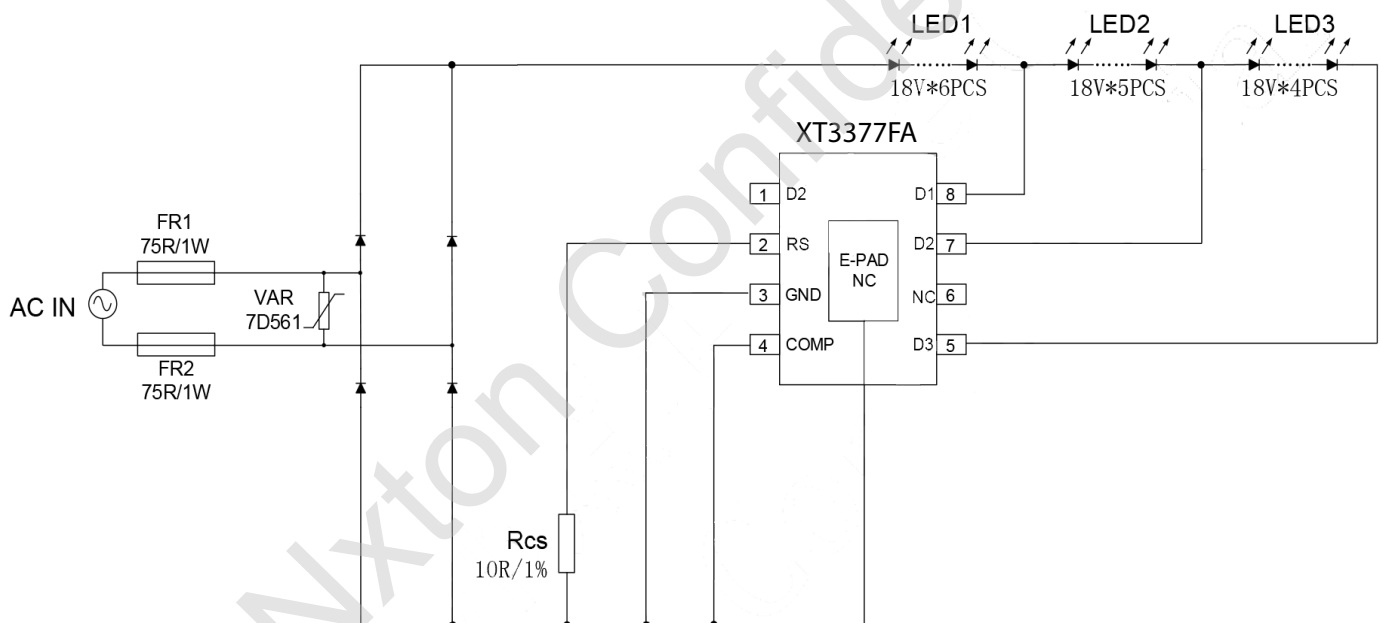 LED1
LED2
LED3
18V*6PCS
18V*5PCS
18V*4PCS
XT3377FA
1 D2
D1 8
2 RS
D2 7
E-PAD
NC
3 GND
NC 6
4 COMP
D3 5
FR1
75R/1W
AC IN
VAR
7D561
FR2
75R/1W
Rcs
10R/1%
Nxton Confide